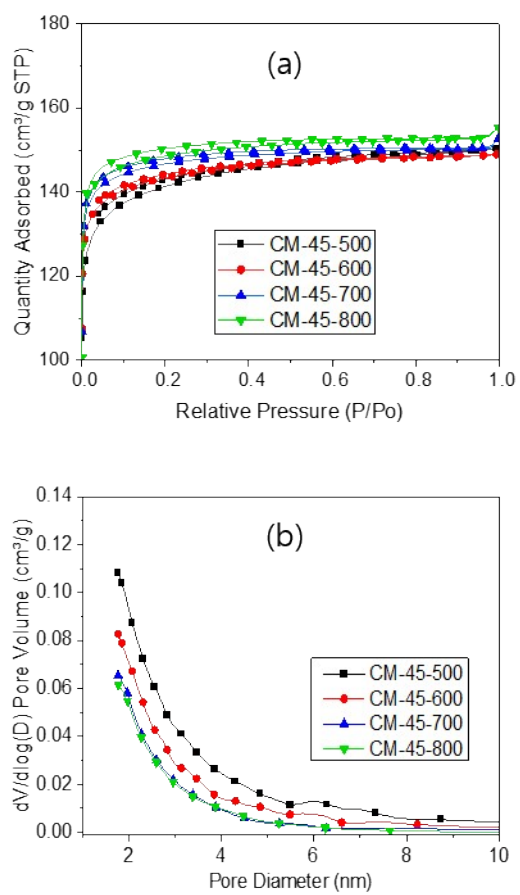 (a)
Quantity Adsorbed (cm³/g STP)
180
160
140
120
100
CM-45-500
CM-45-600
CM-45-700
CM-45-800
0.0 0.2 0.4 0.6 0.8 1.0
Relative Pressure (P/Po)
(b)
dV/dlog(D) Pore Volume (cm³/g)
0.14
0.12
0.10
0.08
0.06
0.04
0.02
0.00
CM-45-500
CM-45-600
CM-45-700
CM-45-800
2 4 6 8 10
Pore Diameter (nm)